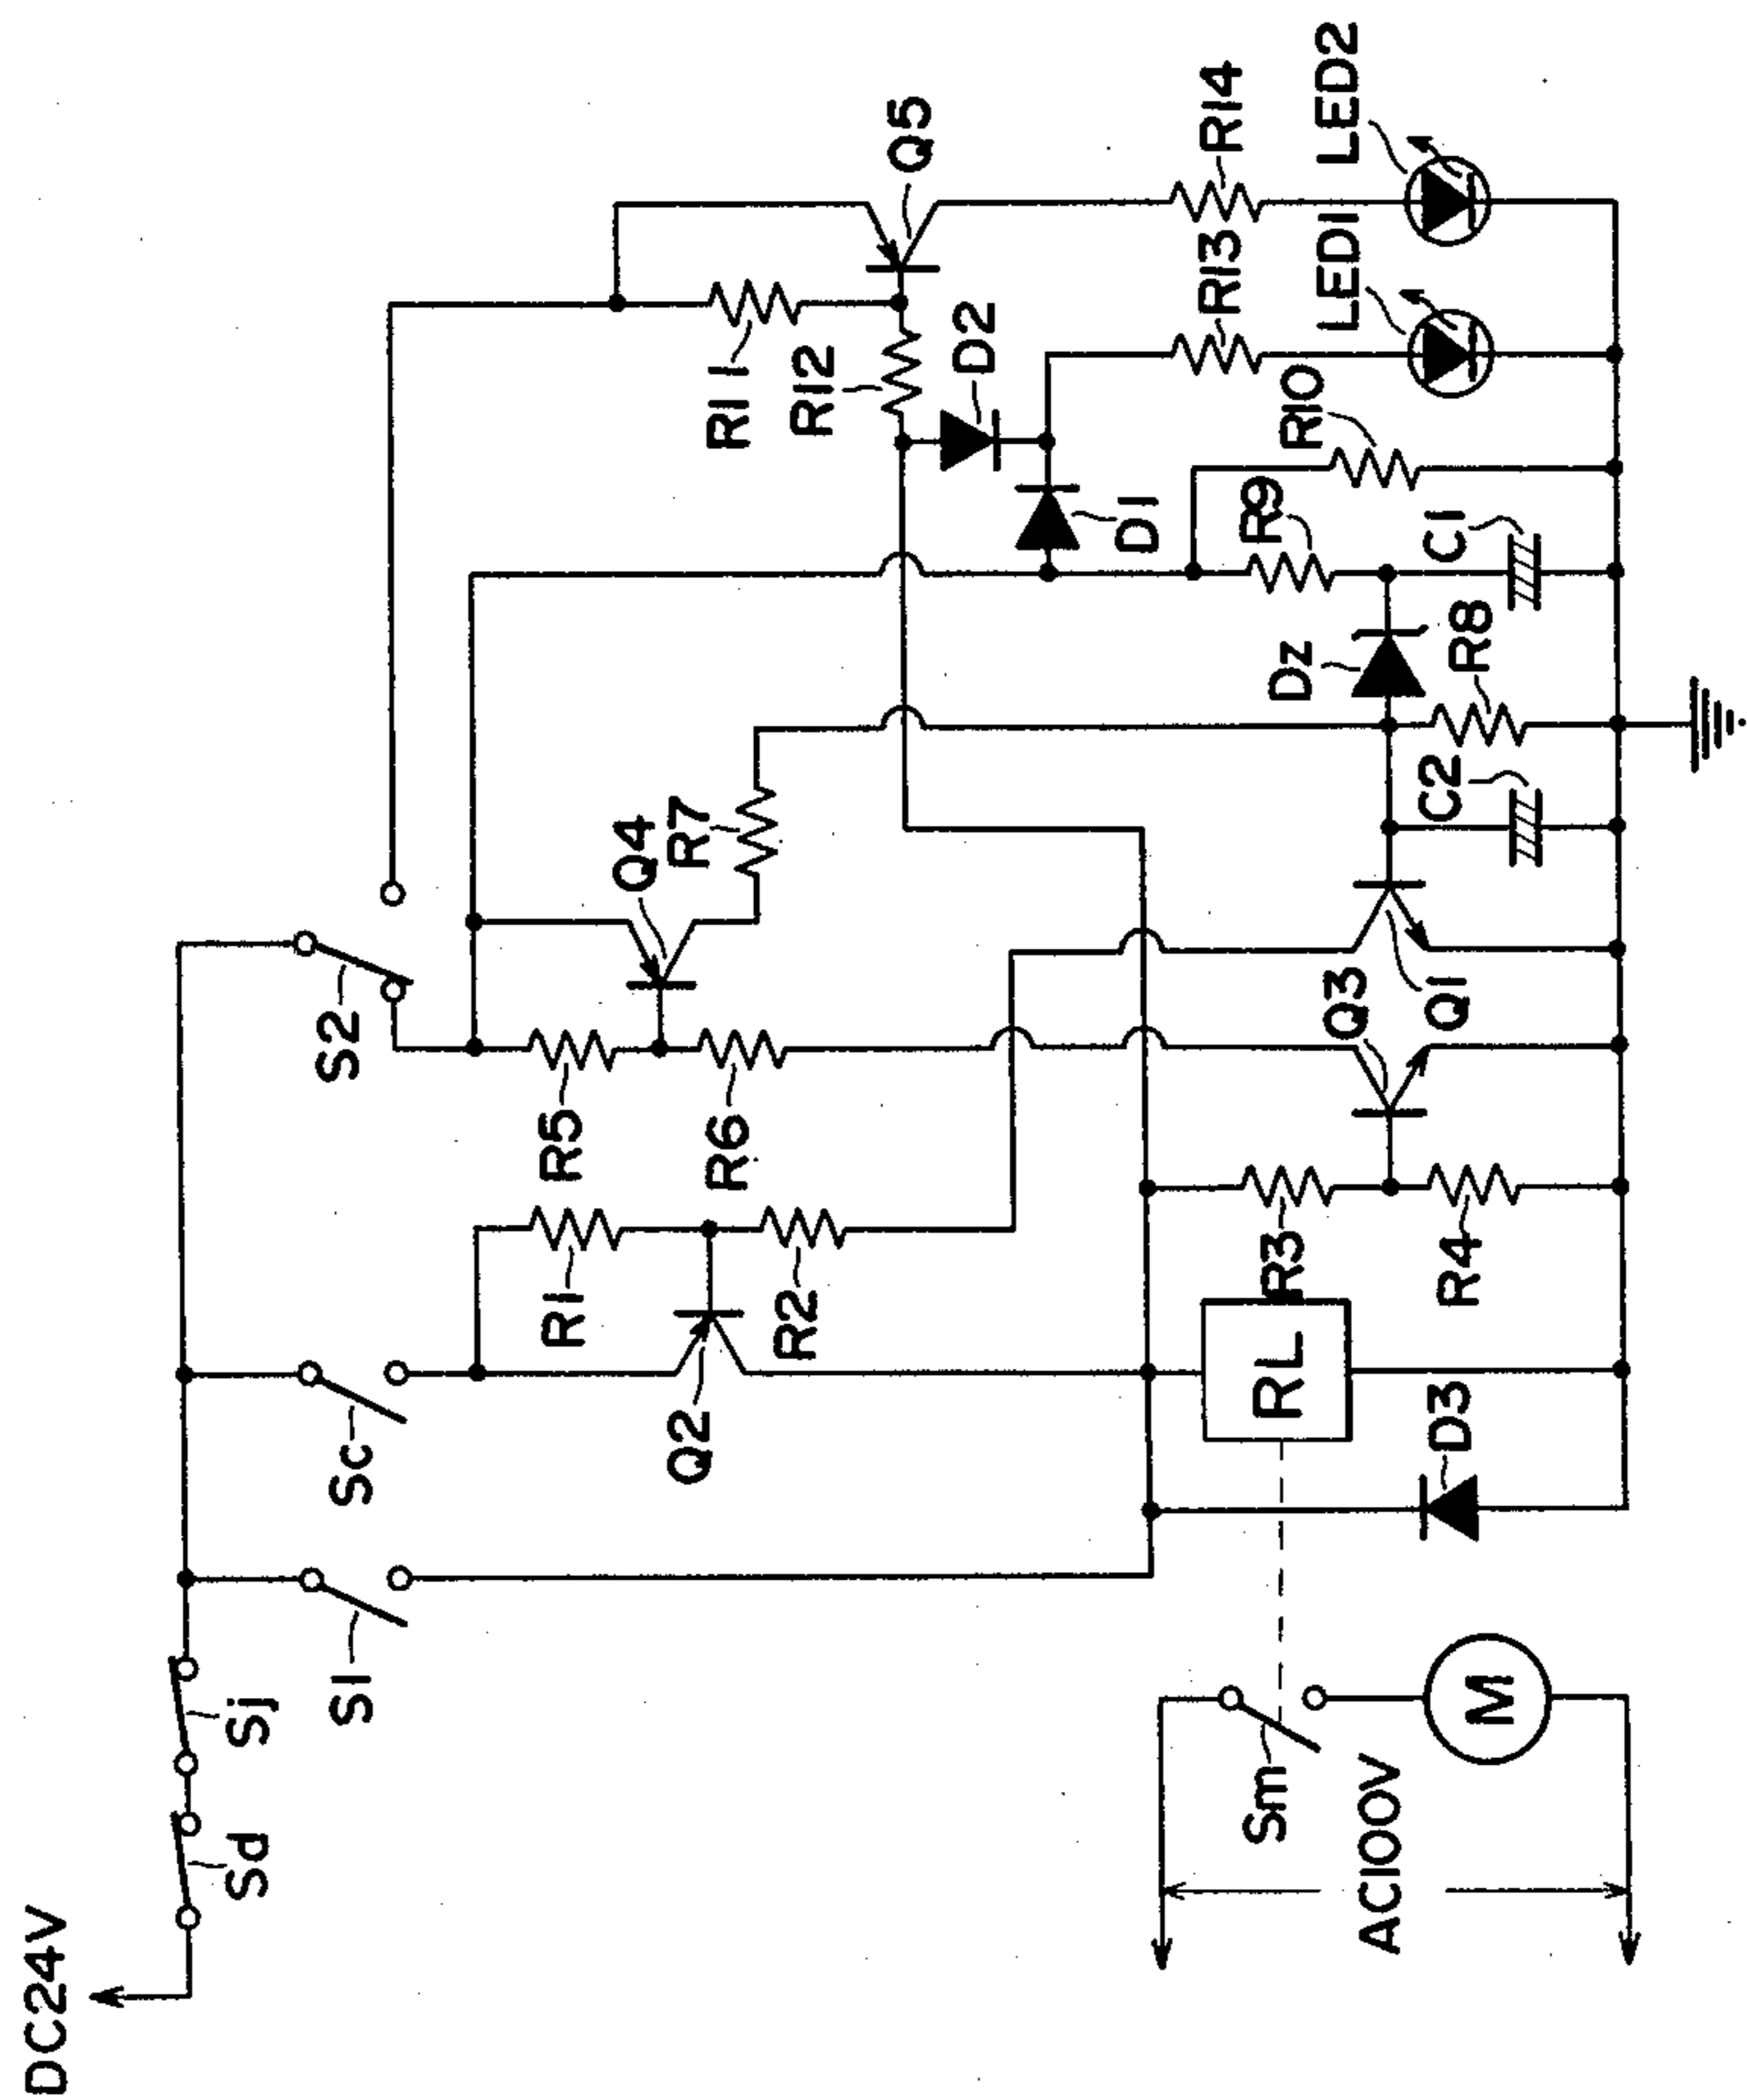 DC24V
Sd
Sj
S1
Sc
S2
R1
R2
Q2
R5
R6
Q4
R7
R11
R12
Q5
D2
D1
R13
R14
LED1
LED2
R10
R9
C1
Dz
R8
C2
Q1
Q3
R3
R4
RL
D3
Sm
M
AC100V